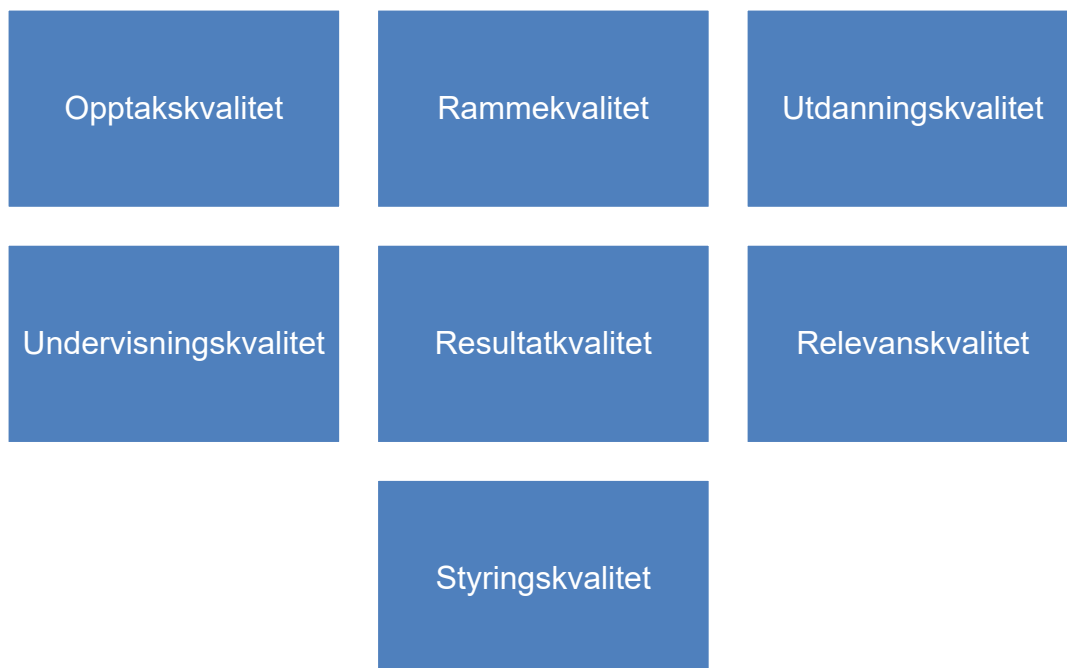 Opptakskvalitet
Rammekvalitet
Utdanningskvalitet
Undervisningskvalitet
Resultatkvalitet
Relevanskvalitet
Styringskvalitet